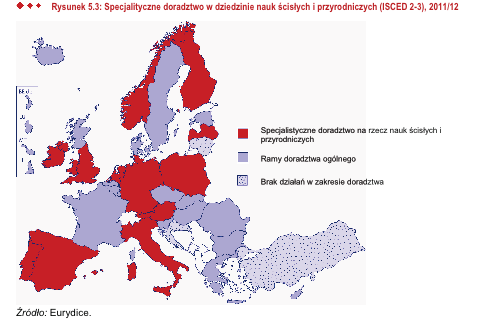 Rysunek 5.3: Specjalityczne doradztwo w dziedzinie nauk ścisłych i przyrodniczych (ISCED 2-3), 2011/12
Specjalistyczne doradztwo na rzecz nauk ścisłych i
przyrodniczych
Ramy doradztwa ogólnego
Brak działań w zakresie doradztwa
Źródło: Eurydice.